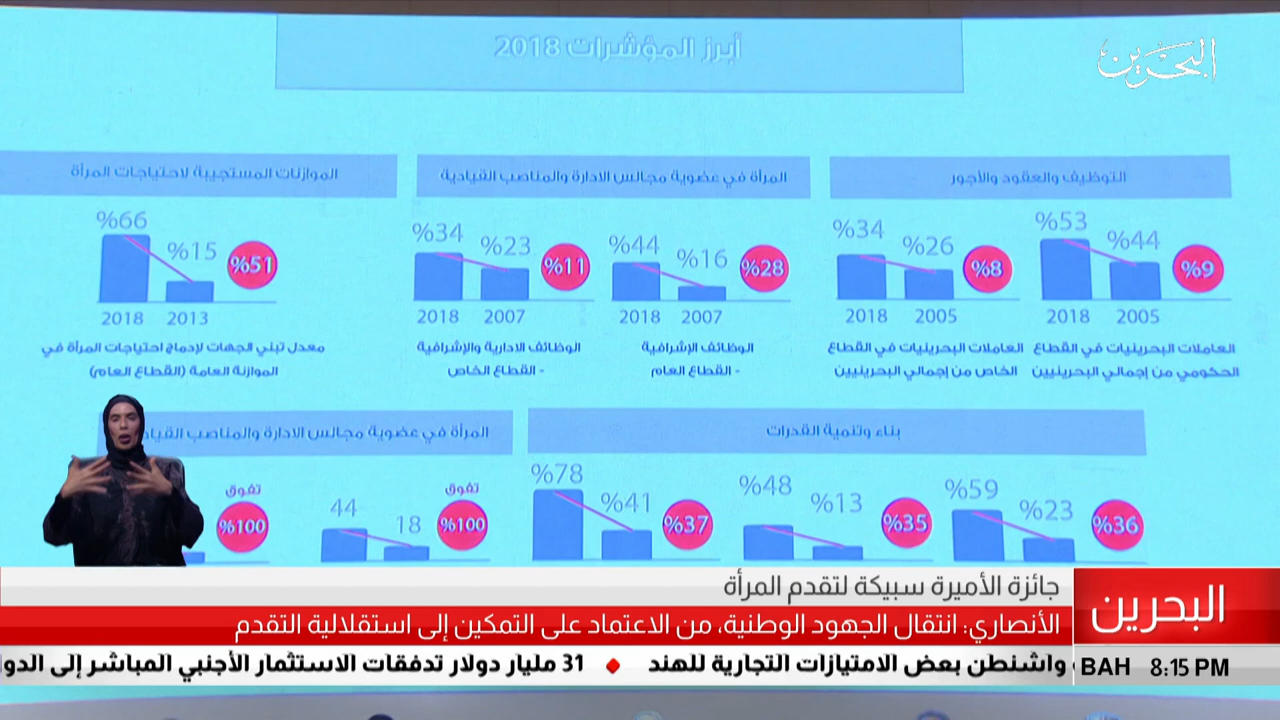 أبرز المؤشرات 2018
البحرين
التوظيف والعقود والأجور
المرأة في عضوية مجالس الادارة والمناصب القيادية
الموازنات المستجيبة لاحتياجات المرأة
%53 %44 %9
2018 2005
العاملات البحرينيات في القطاع
الحكومي من إجمالي البحرينيين
%34 %26 %8
2018 2005
العاملات البحرينيات في القطاع
الخاص من إجمالي البحرينيين
%44 %16 %28
2018 2007
الوظائف الإشرافية
- القطاع العام
%34 %23 %11
2018 2007
الوظائف الادارية والإشرافية
- القطاع الخاص
%66 %15 %51
2018 2013
معدل تبني الجهات لإدماج احتياجات المرأة في
الموازنة العامة (القطاع العام)
بناء وتنمية القدرات
%59 %23 %36
%48 %13 %35
%78 %41 %37
المرأة في عضوية مجالس الادارة والمناصب
تفوق
44 18 %100
تفوق
%100
البحرين
جائزة الأميرة سبيكة لتقدم المرأة
الأنصاري: انتقال الجهود الوطنية، من الاعتماد على التمكين إلى استقلالية التقدم
واشنطن بعض الامتيازات التجارية للهند ♦ 31 مليار دولار تدفقات الاستثمار الأجنبي المباشر إلى
BAH 8:15 PM